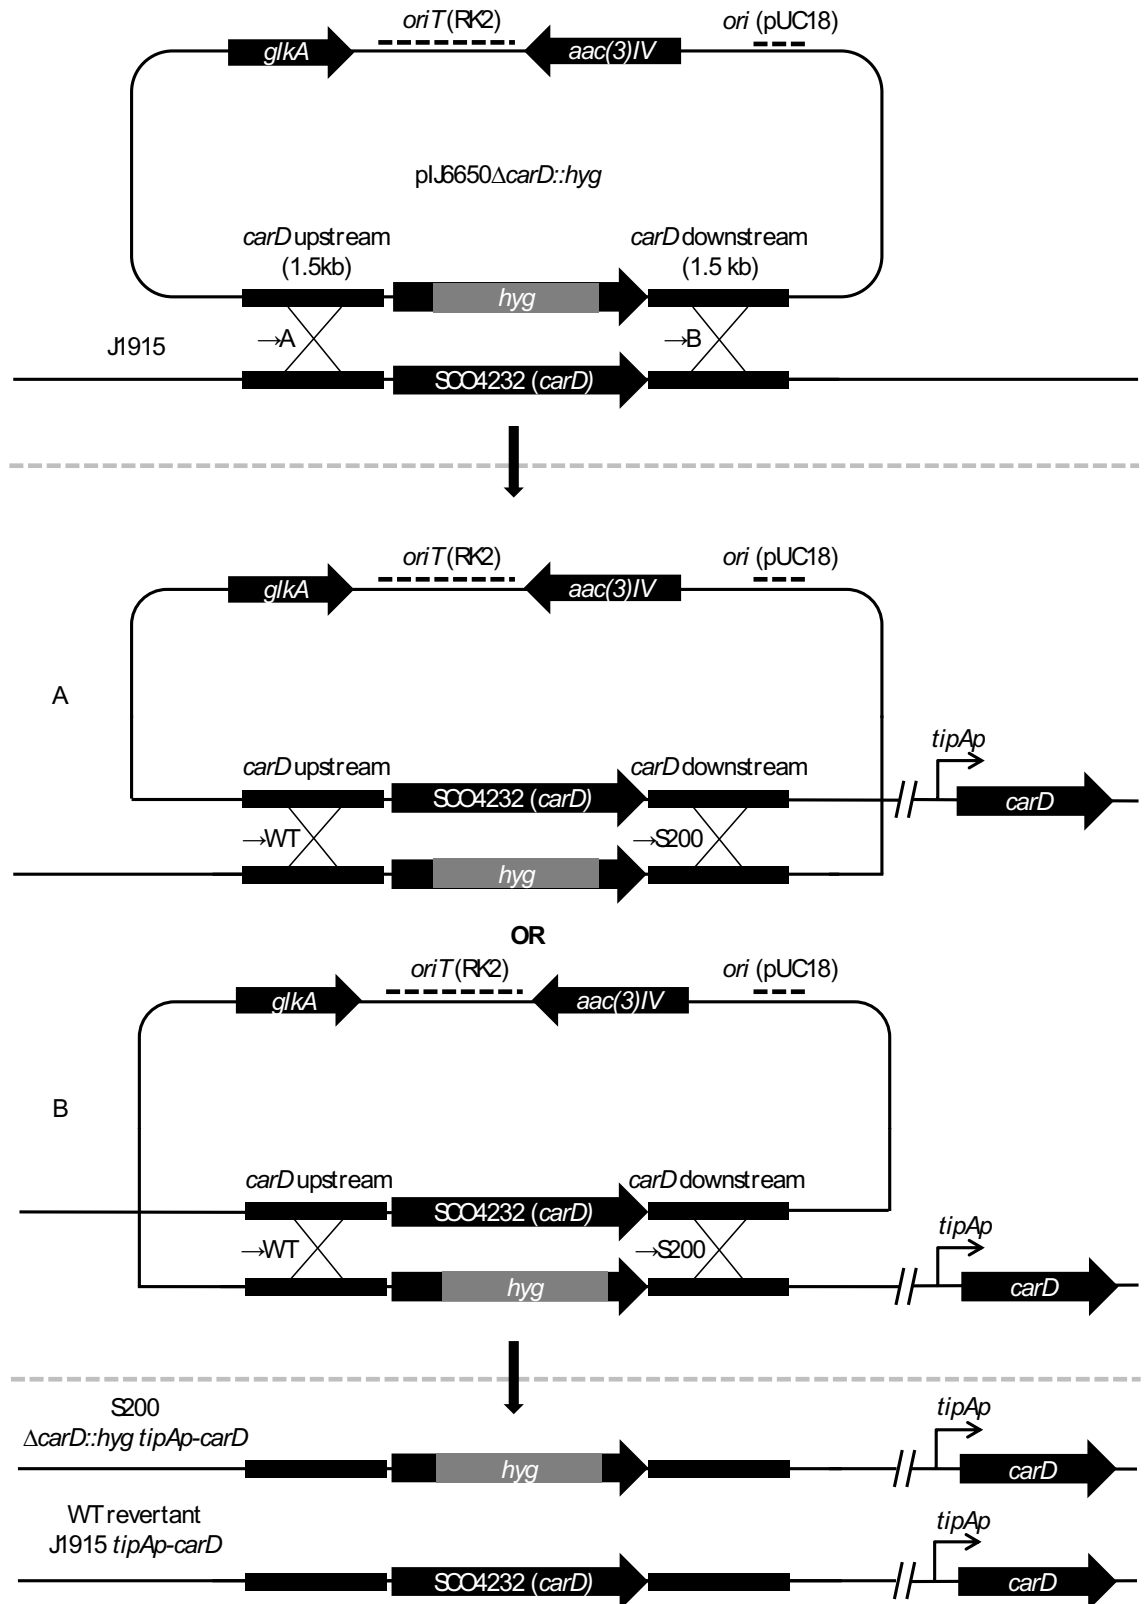 oriT(RK2)
ori (pUC18)
glkA
aac(3)IV
pIJ6650ΔcarD::hyg
carD upstream
(1.5kb)
carD downstream
(1.5 kb)
hyg
→A
→B
J1915
SCO4232 (carD)
oriT(RK2)
ori (pUC18)
glkA
aac(3)IV
A
tipAp
carD upstream
carD downstream
SCO4232 (carD)
carD
→WT
→S200
hyg
OR
oriT(RK2)
ori (pUC18)
glkA
aac(3)IV
B
carD upstream
carD downstream
SCO4232 (carD)
→WT
→S200
tipAp
hyg
carD
S200
ΔcarD::hyg tipAp-carD
tipAp
hyg
carD
WT revertant
J1915 tipAp-carD
tipAp
SCO4232 (carD)
carD